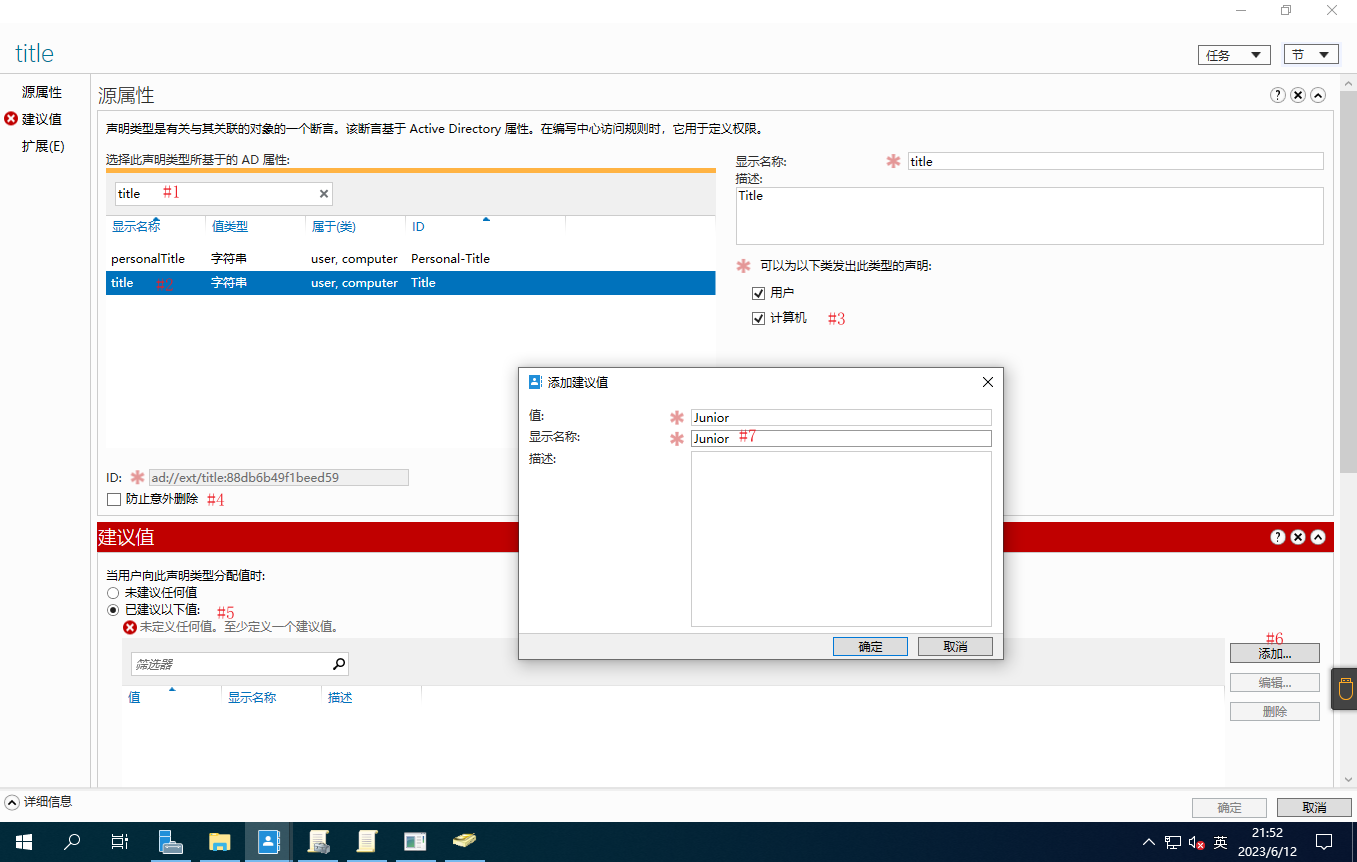 title
任务
节
源属性
建议值
扩展(E)
源属性
声明类型是有关与其关联的对象的一个断言。该断言基于 Active Directory 属性。在编写中心访问规则时，它用于定义权限。
选择此声明类型所基于的 AD 属性:
title #1
显示名称 值类型 属于(类) ID
personalTitle 字符串 user, computer Personal-Title
title #2 字符串 user, computer Title
显示名称: title
描述:
Title
可以为以下类发出此类型的声明:
用户
计算机 #3
ID: ad://ext/title:88db6b49f1beed59
防止意外删除 #4
添加建议值
值: Junior
显示名称: Junior #7
描述:
确定 取消
建议值
当用户向此声明类型分配值时:
未建议任何值
已建议以下值: #5
未定义任何值。至少定义一个建议值。
筛选器
值 显示名称 描述
#6
添加...
编辑...
删除
详细信息
确定 取消
英
21:52
2023/6/12